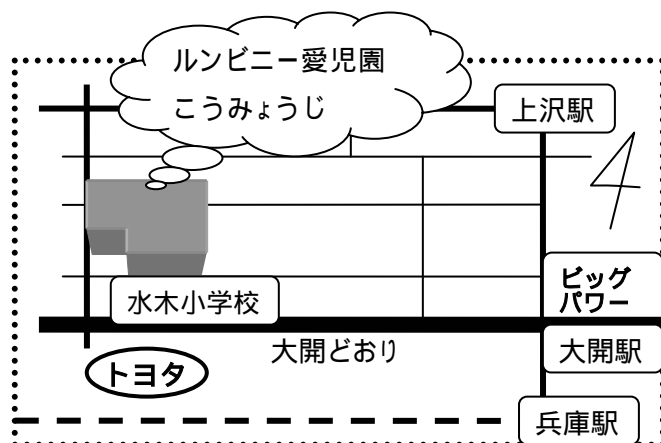 ルンビニー愛児園
こうみょうじ
上沢駅
水木小学校
ビッグ
パワー
大開どおり
大開駅
トヨタ
兵庫駅